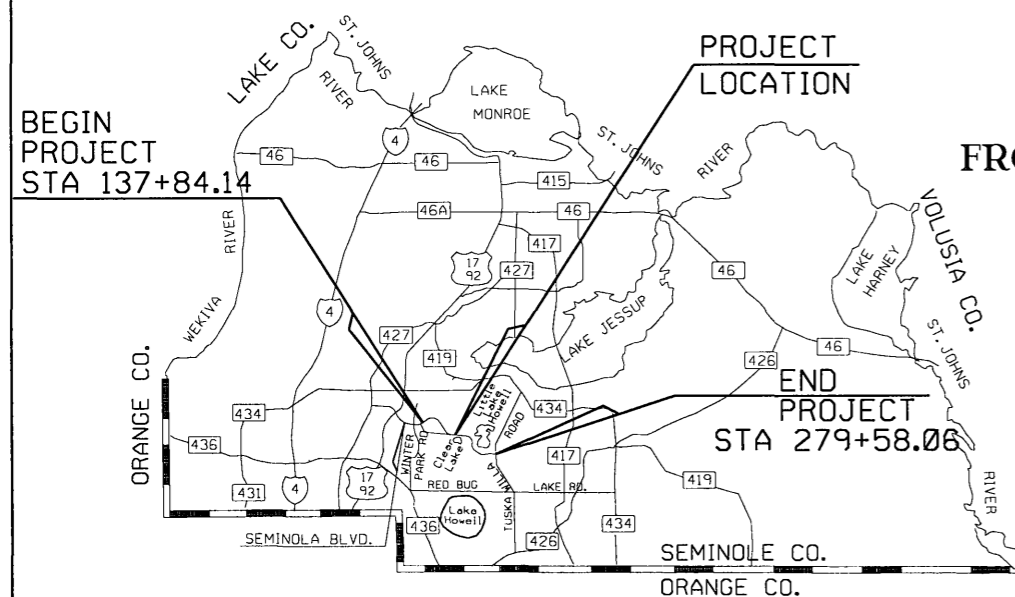 LAKE CO.
ST. JOHNS
RIVER
LAKE
MONROE
PROJECT
LOCATION
BEGIN
PROJECT
STA 137+84.14
4
46
46
ST. JOHNS
RIVER
FRO
415
46A
46
417
17
92
427
46
RIVER
WEKIVA
4
LAKE
HARNEY
VOLUSIA CO.
LAKE JESSUP
427
419
ST. JOHNS
426
46
END
PROJECT
STA 279+58.06
ORANGE CO.
434
436
Little
Lake
Howell
ROAD
434
WINTER
PARK RD
Clear
Lake
WILLA
417
RED BUG
LAKE RD.
419
431
4
17
92
TUSKA
RIVER
436
Lake
Howell
434
SEMINOLA BLVD.
426
SEMINOLE CO.
ORANGE CO.